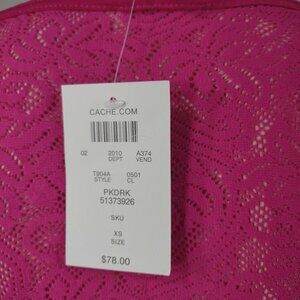 CACHE.COM
02 2010 A374
DEPT VEND
T904A 0501
STYLE CL
PKDRK
51373926
SKU
XS
SIZE
$78.00